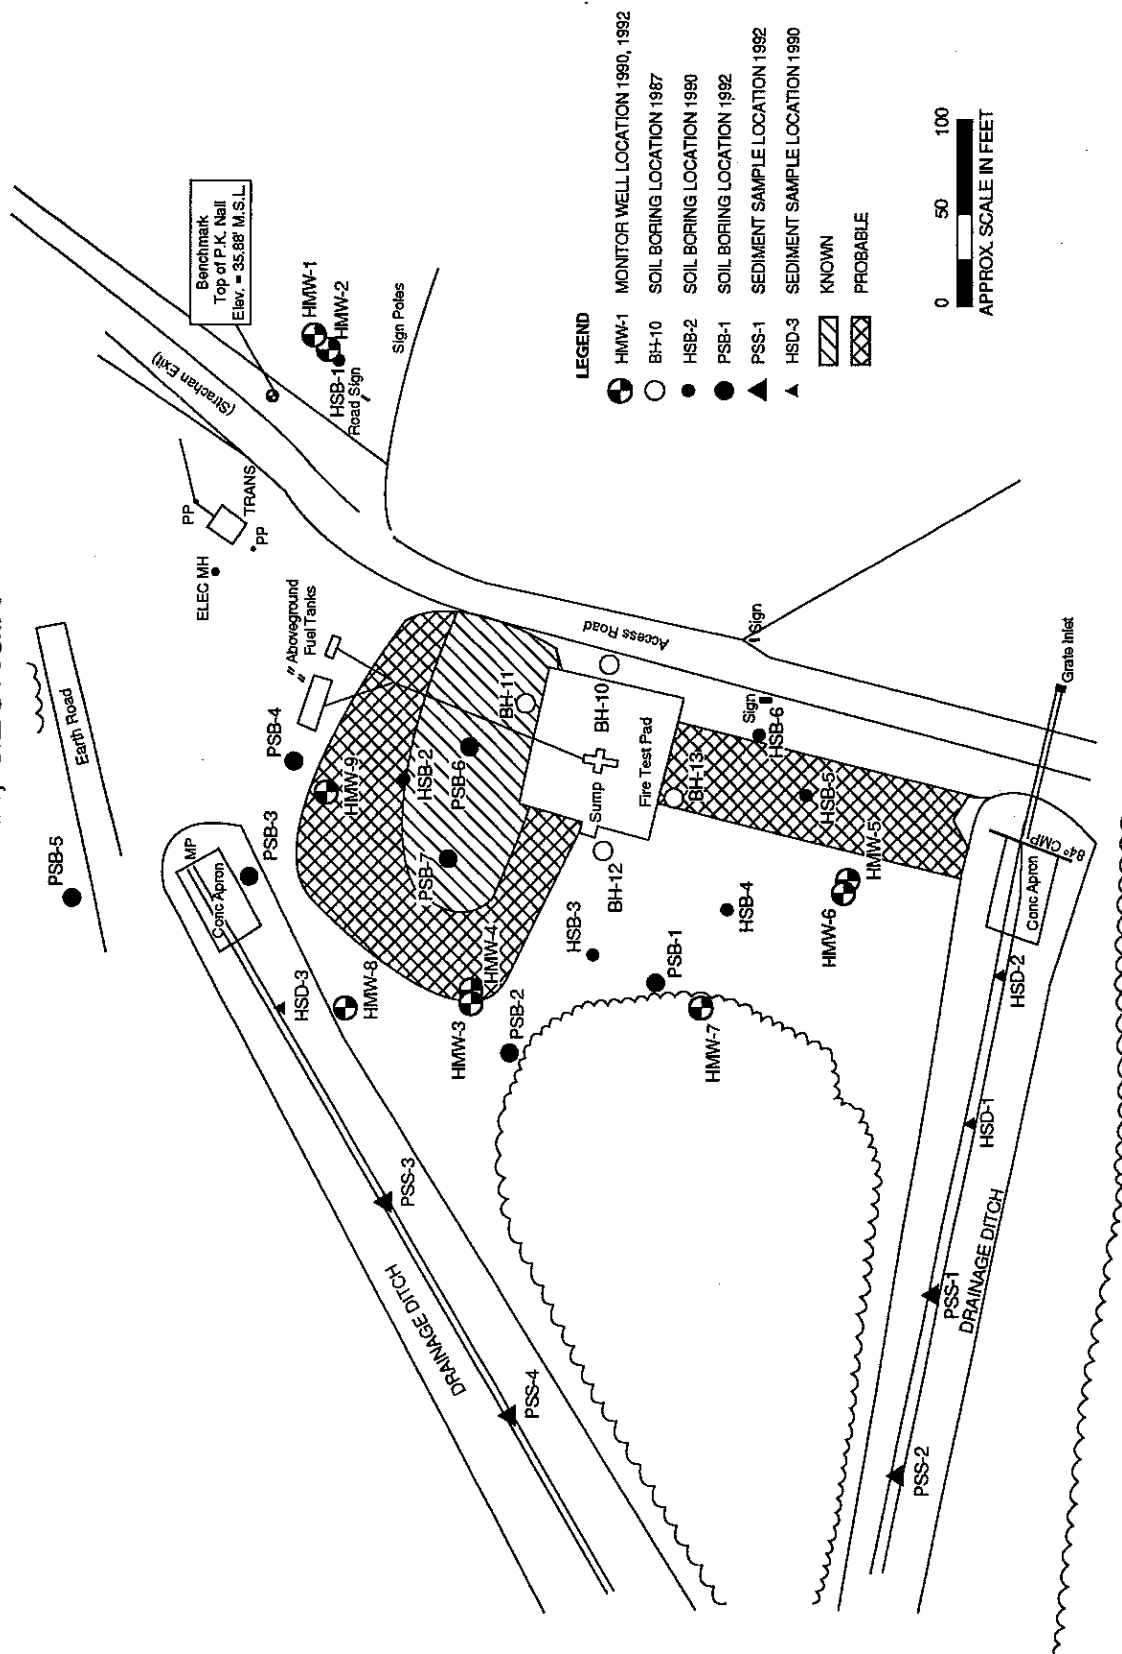 Benchmark
Top of P.K. Nail
Elev. = 35.88' M.S.L.
HMW-1
HMW-2
HSB-1
Road Sign
Sign Poles
(Strachan Exit)
PP
TRANS
PP
ELEC MH
Aboveground
Fuel Tanks
Earth Road
PSB-5
PSB-4
PSB-3
MP
Conc Apron
HSD-3
HMW-8
HMW-9
HSB-2
PSB-6
PSB-7
HMW-4
HMW-3
PSB-2
BH-11
BH-10
Sump
Fire Test Pad
BH-12
BH-13
HSB-3
HSB-4
PSB-1
HMW-7
HMW-6
HMW-5
HSB-5
HSB-6
Sign
Sign
Access Road
Grate Inlet
84" CMP
Conc Apron
HSD-2
HSD-1
PSS-1
PSS-2
DRAINAGE DITCH
PSS-3
PSS-4
DRAINAGE DITCH
LEGEND
HMW-1 MONITOR WELL LOCATION 1990, 1992
BH-10 SOIL BORING LOCATION 1987
HSB-2 SOIL BORING LOCATION 1990
PSB-1 SOIL BORING LOCATION 1992
PSS-1 SEDIMENT SAMPLE LOCATION 1992
HSD-3 SEDIMENT SAMPLE LOCATION 1990
KNOWN
PROBABLE
0 50 100
APPROX. SCALE IN FEET